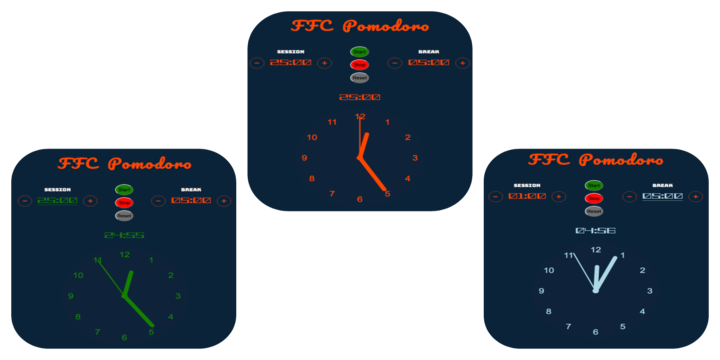 FFC Pomodoro
SESSION
BREAK
Start
Stop
Reset
− 25:00 +
− 05:00 +
25:00
12
1
2
3
4
5
6
7
8
9
10
11
FFC Pomodoro
SESSION
BREAK
Start
Stop
Reset
− 25:00 +
− 05:00 +
24:55
12
1
2
3
4
5
6
7
8
9
10
11
FFC Pomodoro
SESSION
BREAK
Start
Stop
Reset
− 01:00 +
− 05:00 +
04:56
12
1
2
3
4
5
6
7
8
9
10
11